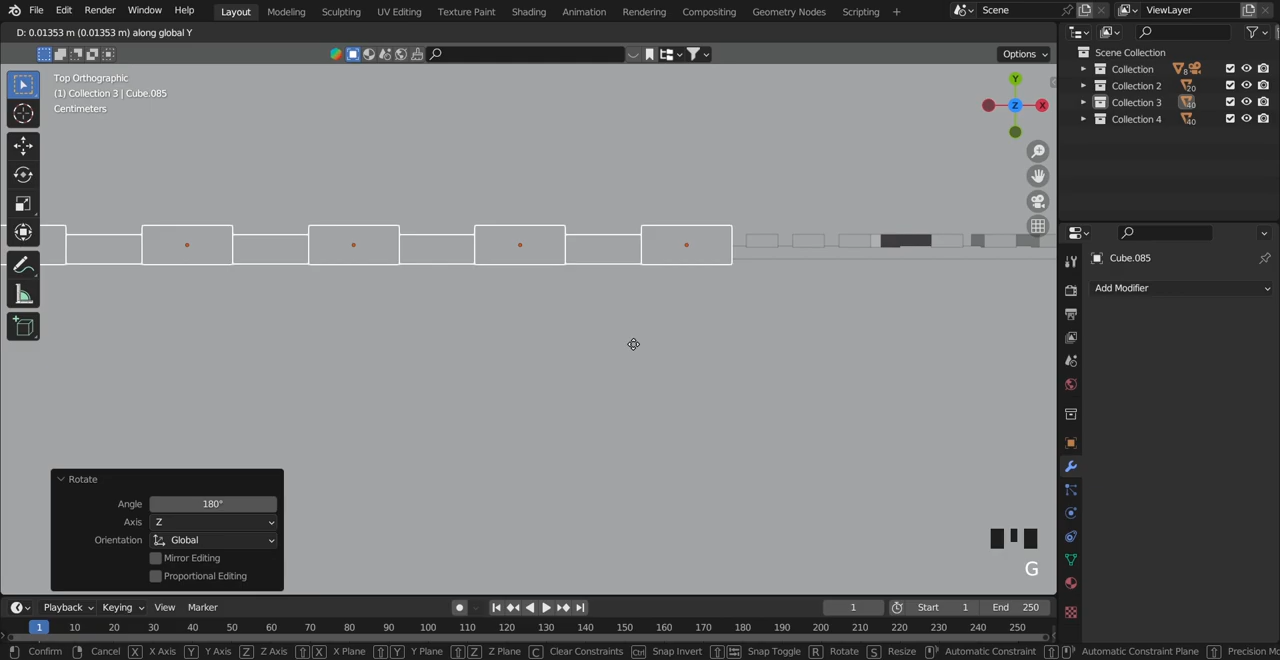 File Edit Render Window Help Layout Modeling Sculpting UV Editing Texture Paint Shading Animation Rendering Compositing Geometry Nodes Scripting + Scene ViewLayer
D: 0.01353 m (0.01353 m) along global Y
Options
Top Orthographic
(1) Collection 3 | Cube.085
Centimeters
Y
Z
X
Scene Collection
Collection 8
Collection 2 20
Collection 3 40
Collection 4 40
Cube.085
Add Modifier
Rotate
Angle 180°
Axis Z
Orientation Global
Mirror Editing
Proportional Editing
G
Playback Keying View Marker 1 Start 1 End 250
1 10 20 30 40 50 60 70 80 90 100 110 120 130 140 150 160 170 180 190 200 210 220 230 240 250
Confirm Cancel X X Axis Y Y Axis Z Z Axis X X Plane Y Y Plane Z Z Plane C Clear Constraints Ctrl Snap Invert Snap Toggle R Rotate S Resize Automatic Constraint Automatic Constraint Plane Precision Mo